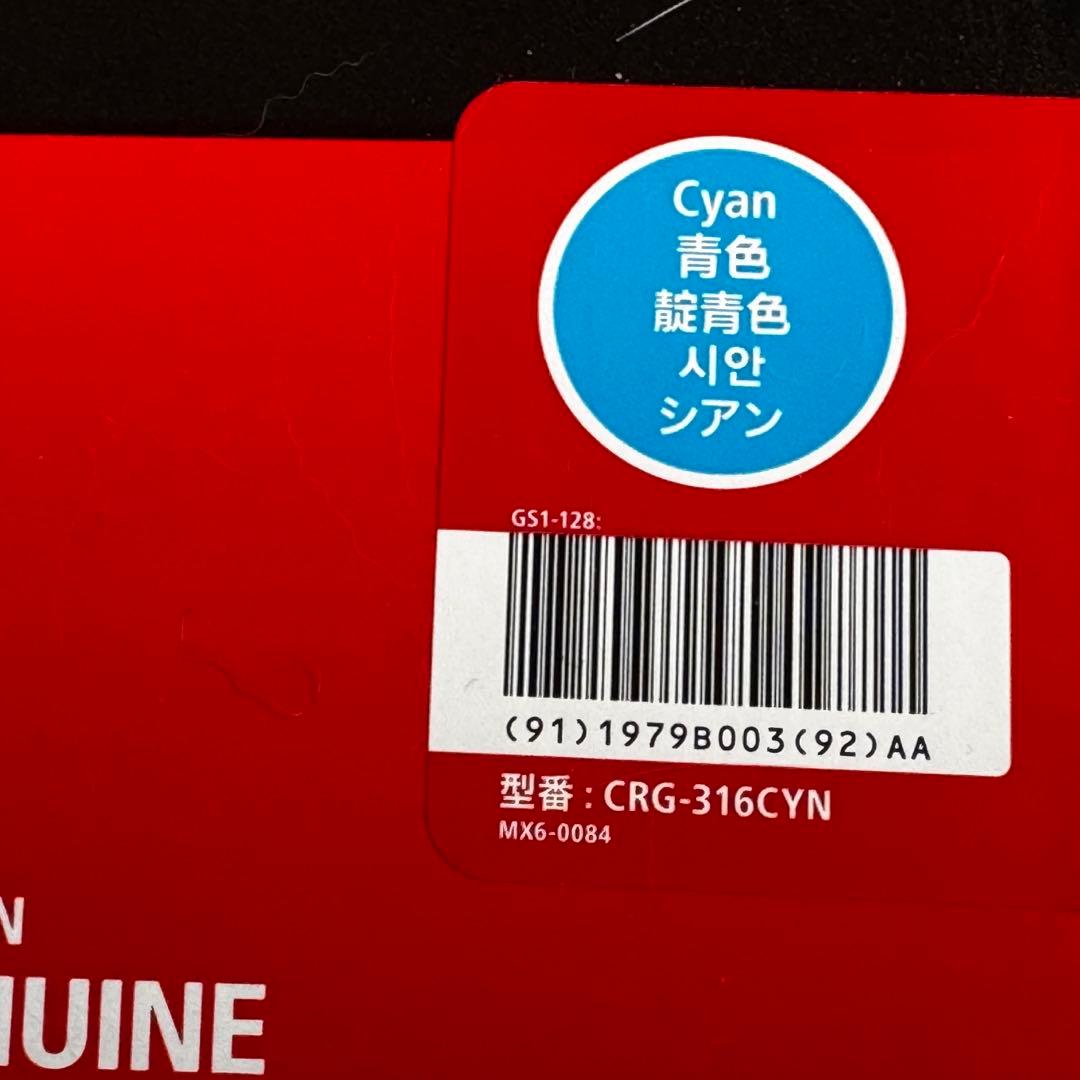 Cyan
青色
靛青色
시안
シアン
GS1-128:
(91)1979B003(92)AA
型番 : CRG-316CYN
MX6-0084
N
NUINE